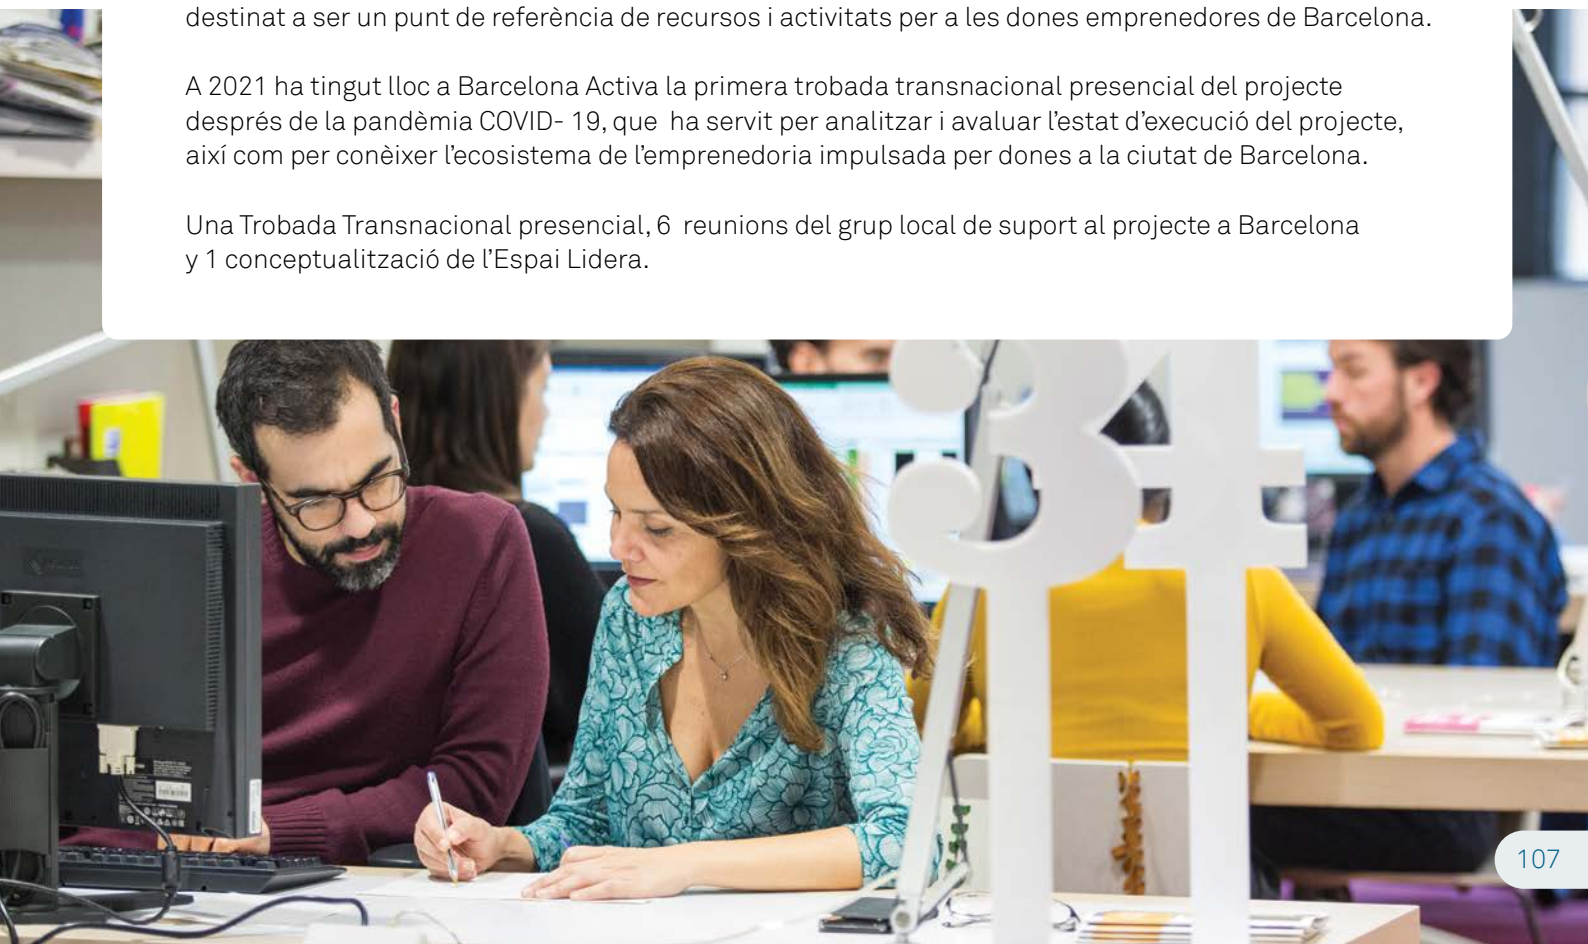 destinat a ser un punt de referència de recursos i activitats per a les dones emprenedores de Barcelona.
A 2021 ha tingut lloc a Barcelona Activa la primera trobada transnacional presencial del projecte
després de la pandèmia COVID- 19, que  ha servit per analitzar i avaluar l’estat d’execució del projecte,
així com per conèixer l’ecosistema de l’emprenedoria impulsada per dones a la ciutat de Barcelona.
Una Trobada Transnacional presencial, 6  reunions del grup local de suport al projecte a Barcelona
y 1 conceptualització de l’Espai Lidera.
34
107